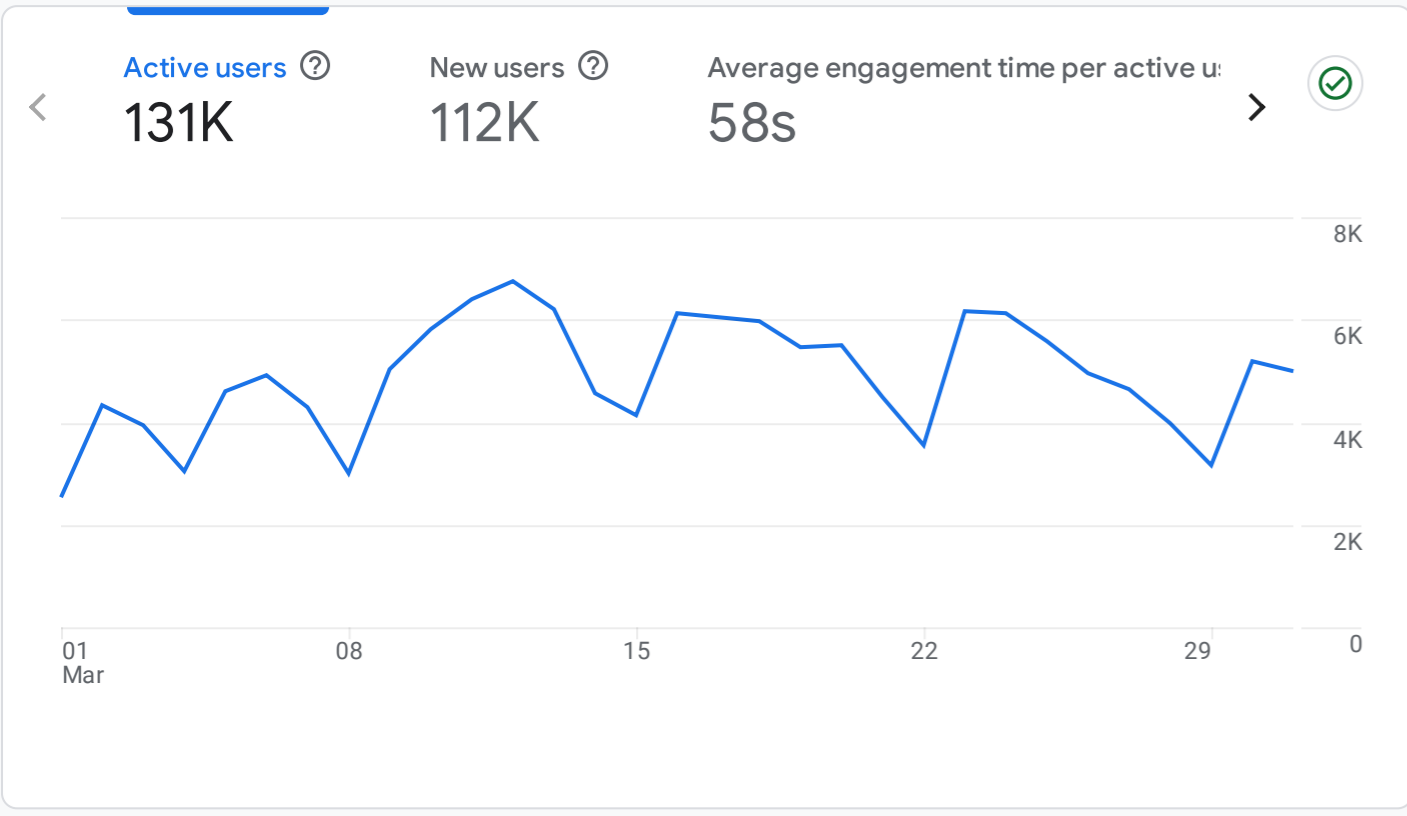 Active users
131K
New users
112K
Average engagement time per active
58s
8K
6K
4K
2K
0
01
Mar
08
15
22
29